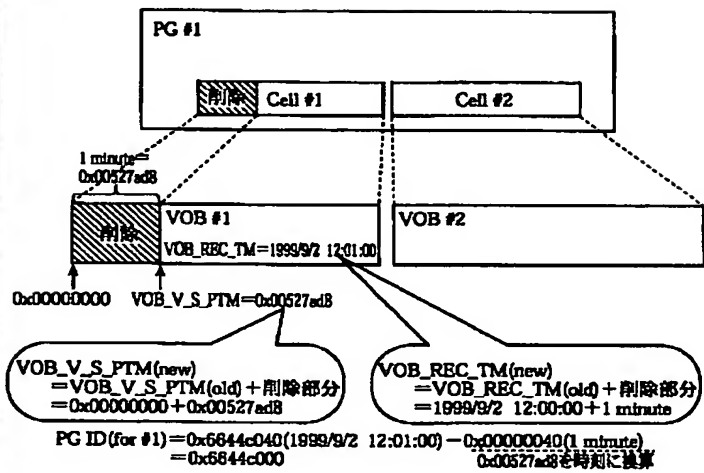 PG #1
削除
Cell #1
Cell #2
1 minute=
0x00527ad8
削除
VOB #1
VOB_REC_TM=1999/9/2 12:01:00
VOB #2
0x00000000
VOB_V_S_PTM=0x00527ad8
VOB_V_S_PTM(new)
=VOB_V_S_PTM(old)+削除部分
=0x00000000+0x00527ad8
VOB_REC_TM(new)
=VOB_REC_TM(old)+削除部分
=1999/9/2 12:00:00+1 minute
PG ID(for #1)=0x6644c040(1999/9/2 12:01:00)-0x00000040(1 minute)
=0x6644c000
0x00527ad8を時刻に換算